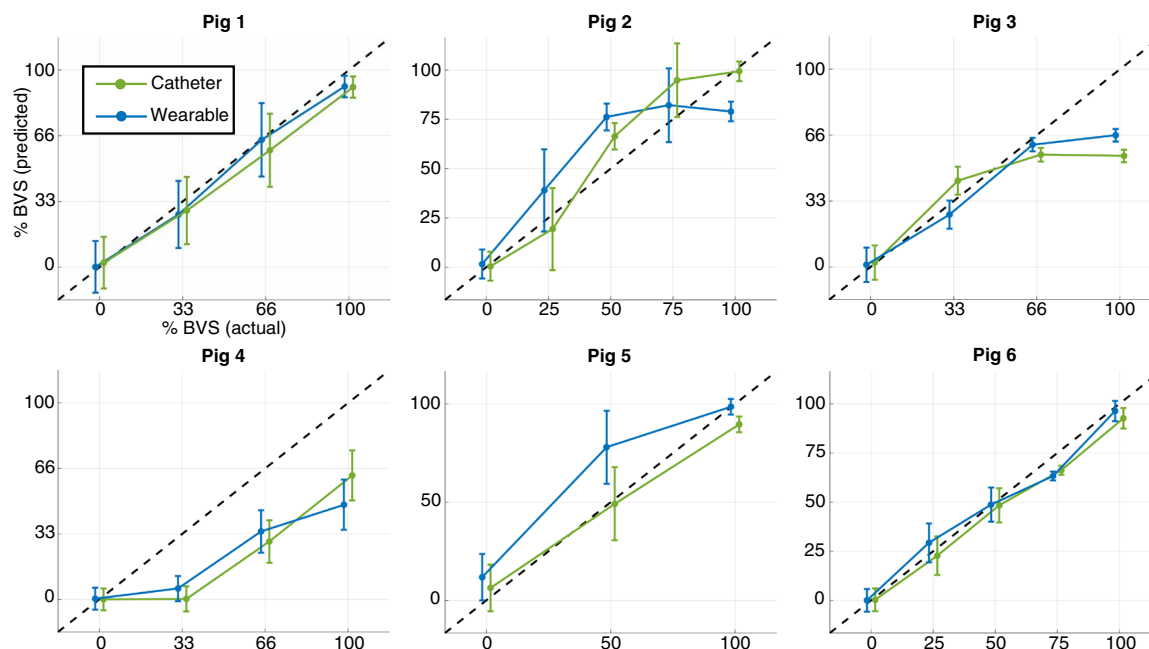 Pig 1
Pig 2
Pig 3
% BVS (predicted)
100
66
33
0
Catheter
Wearable
0 33 66 100
% BVS (actual)
100
75
50
25
0
0 25 50 75 100
100
66
33
0
0 33 66 100
Pig 4
Pig 5
Pig 6
100
66
33
0
0 33 66 100
100
50
0
0 50 100
100
75
50
25
0
0 25 50 75 100